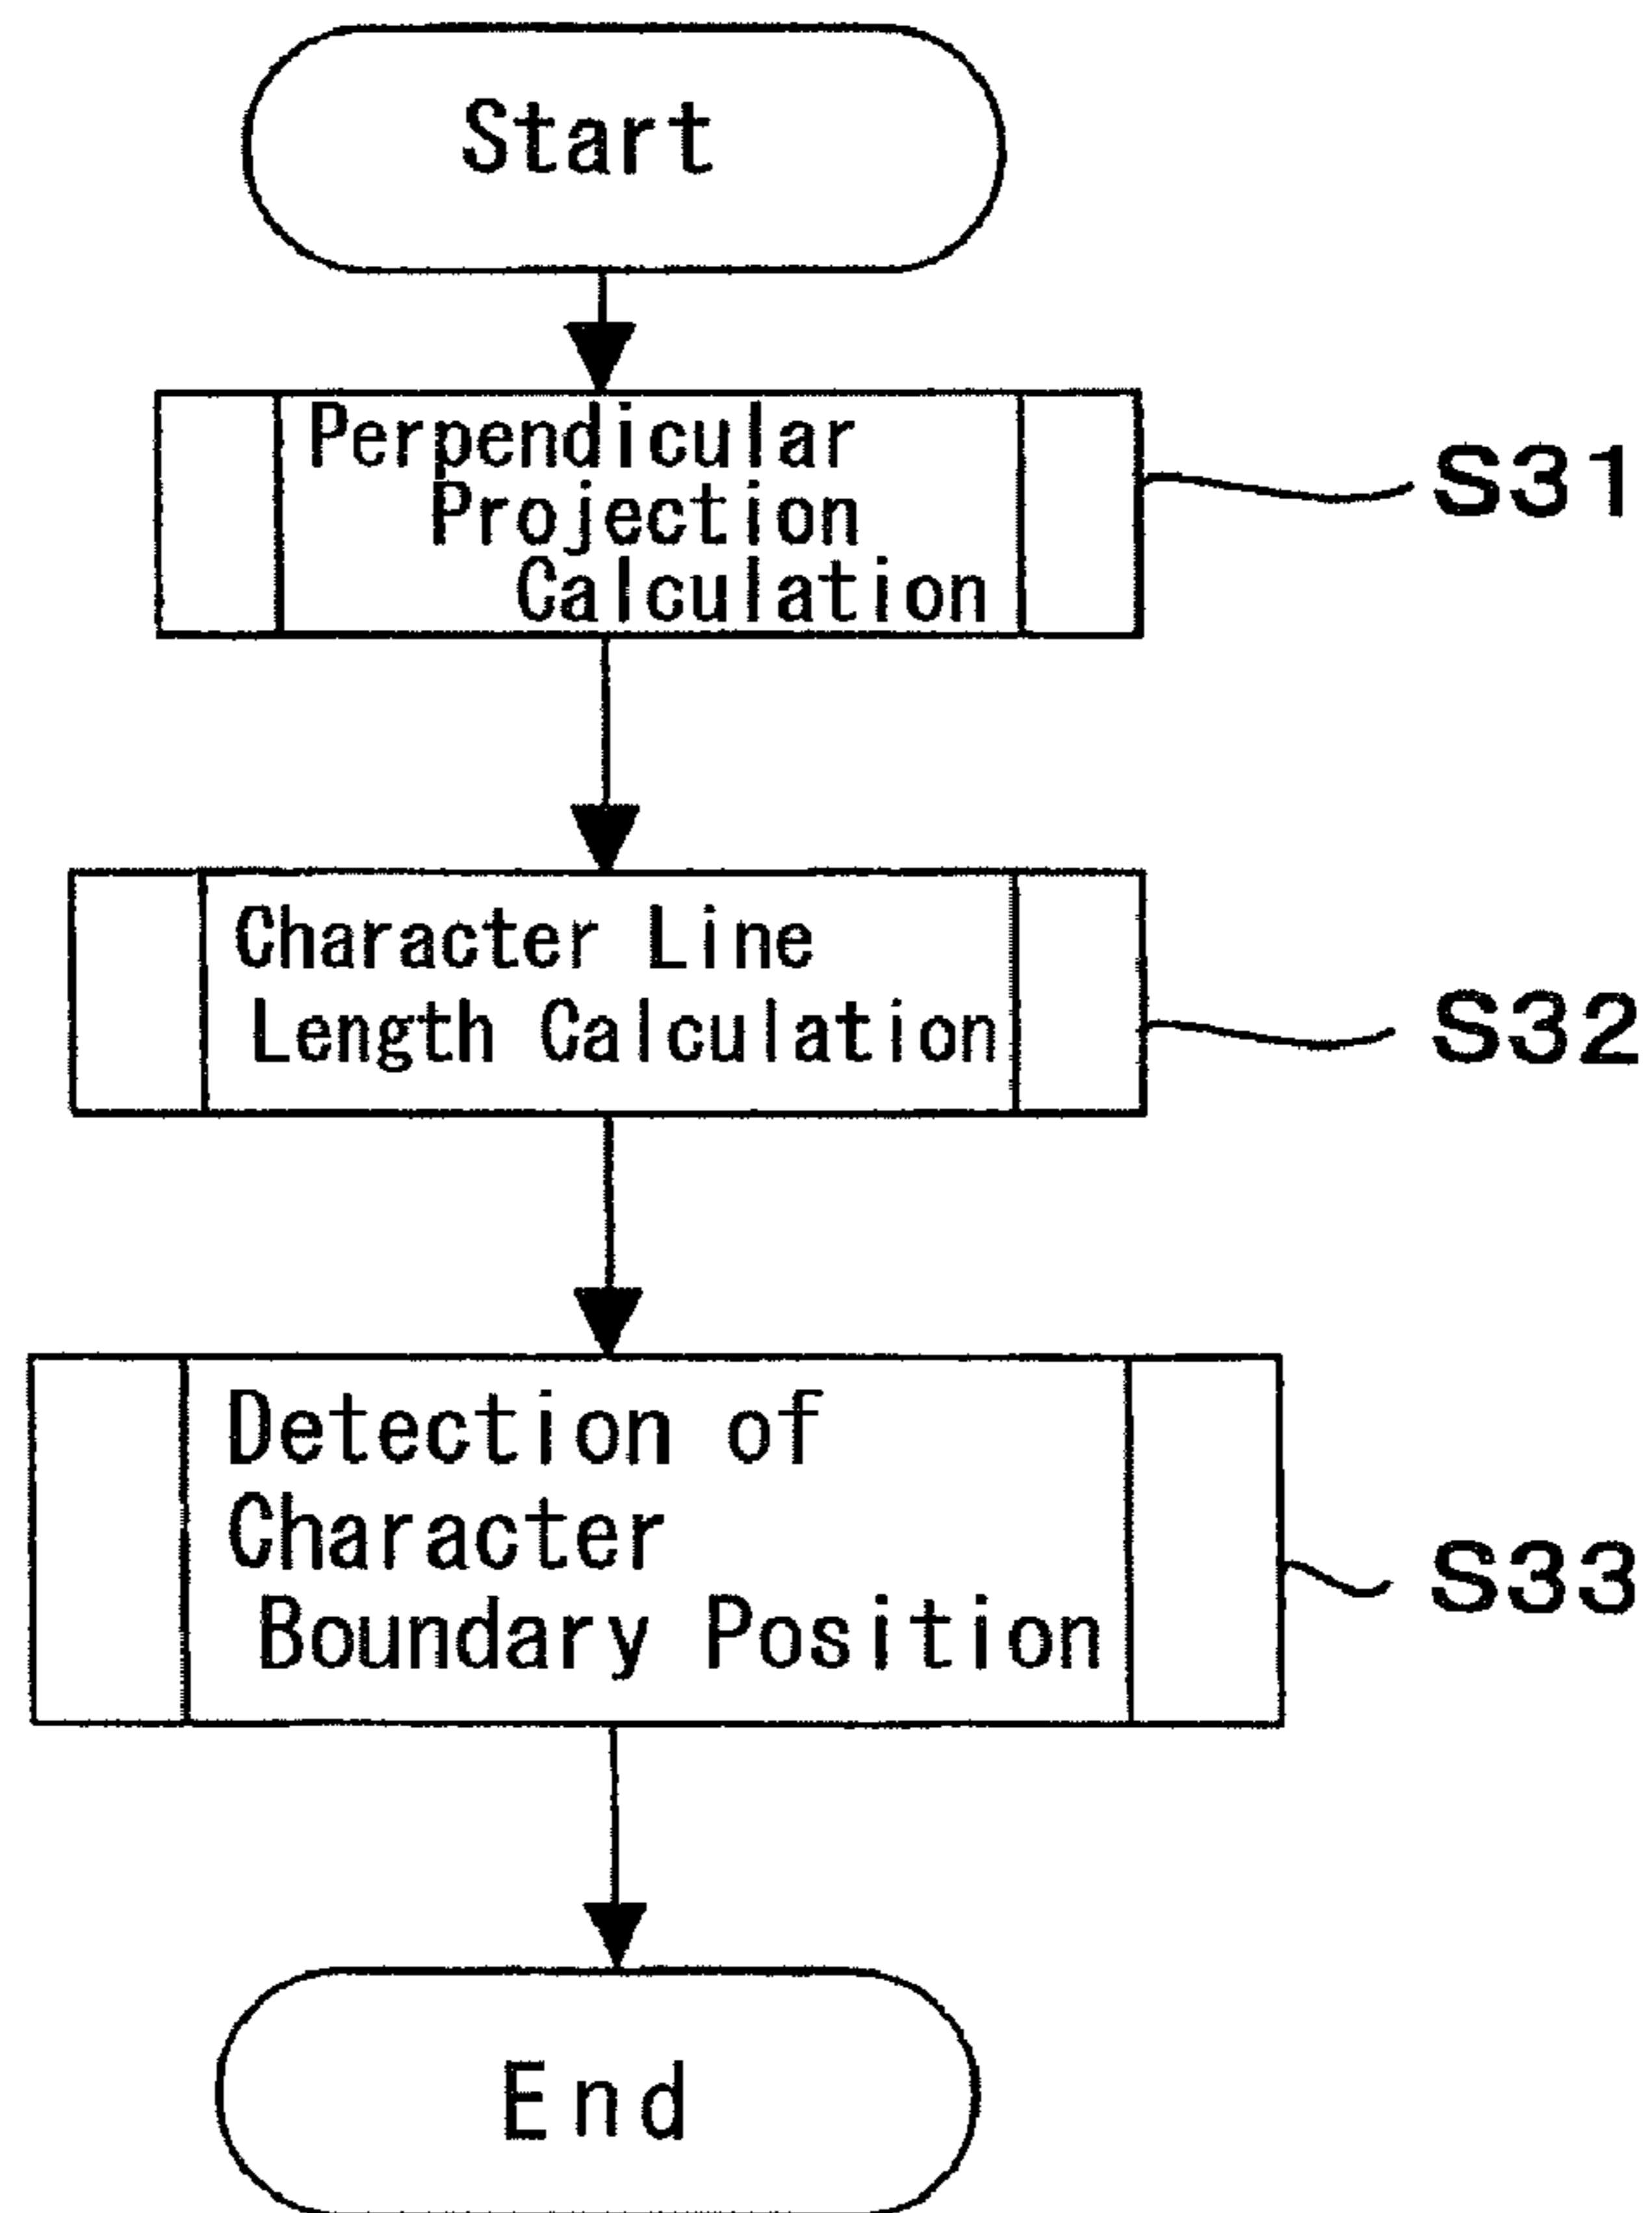 Start
Perpendicular
Projection
Calculation
S31
Character Line
Length Calculation
S32
Detection of
Character
Boundary Position
S33
End